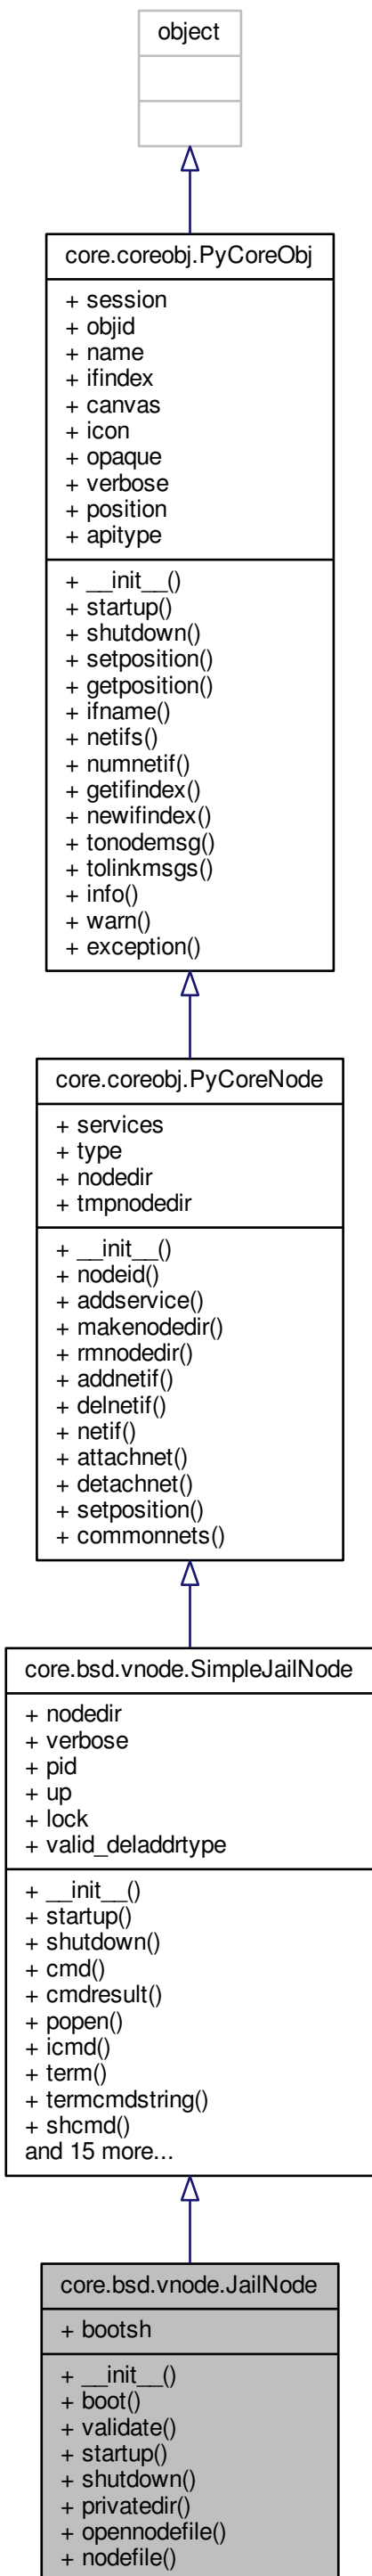 object
core.coreobj.PyCoreObj
+ session
+ objid
+ name
+ ifindex
+ canvas
+ icon
+ opaque
+ verbose
+ position
+ apitype
+ __init__()
+ startup()
+ shutdown()
+ setposition()
+ getposition()
+ ifname()
+ netifs()
+ numnetif()
+ getifindex()
+ newifindex()
+ tonodemsg()
+ tolinkmsgs()
+ info()
+ warn()
+ exception()
core.coreobj.PyCoreNode
+ services
+ type
+ nodedir
+ tmpnodedir
+ __init__()
+ nodeid()
+ addservice()
+ makenodedir()
+ rmnodedir()
+ addnetif()
+ delnetif()
+ netif()
+ attachnet()
+ detachnet()
+ setposition()
+ commonnets()
core.bsd.vnode.SimpleJailNode
+ nodedir
+ verbose
+ pid
+ up
+ lock
+ valid_deladdrtype
+ __init__()
+ startup()
+ shutdown()
+ cmd()
+ cmdresult()
+ popen()
+ icmd()
+ term()
+ termcmdstring()
+ shcmd()
and 15 more...
core.bsd.vnode.JailNode
+ bootsh
+ __init__()
+ boot()
+ validate()
+ startup()
+ shutdown()
+ privatedir()
+ opennodefile()
+ nodefile()